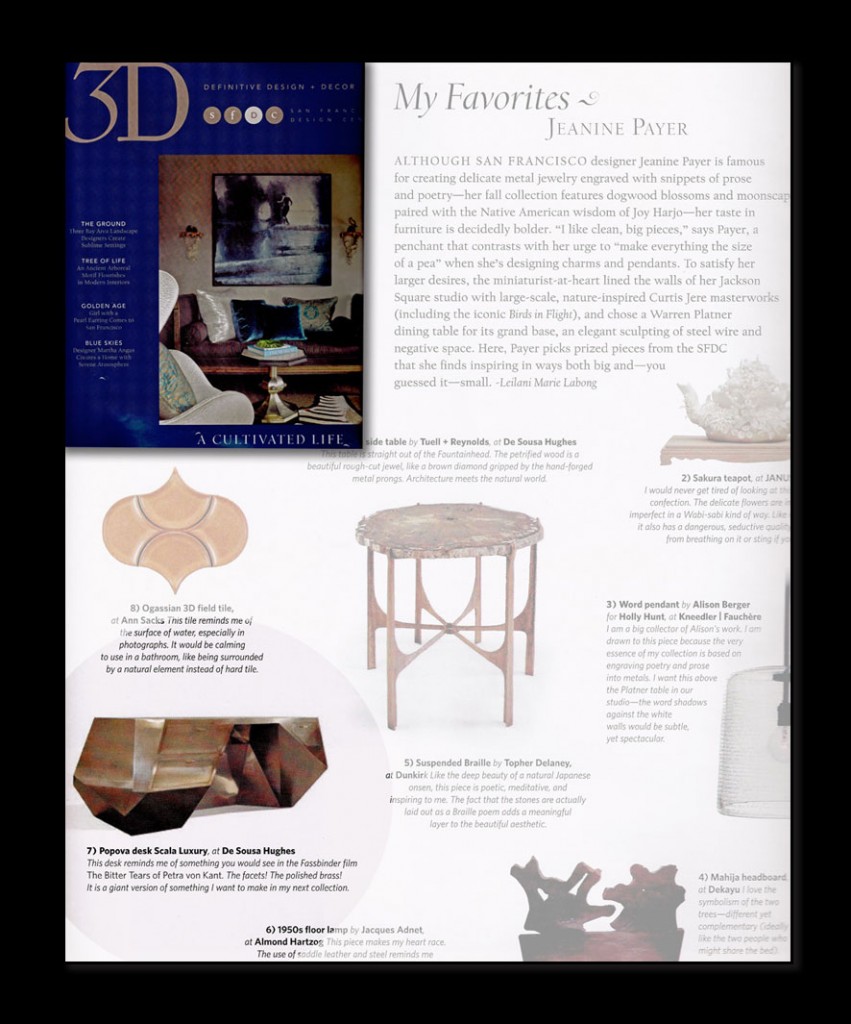 3D
DEFINITIVE DESIGN + DECOR
s f D C
SAN FRANC
DESIGN CE
THE GROUND
Three Bay Area Landscape
Designers Create
Sublime Settings
TREE OF LIFE
An Ancient Arboreal
Motif Flourishes
in Modern Interiors
GOLDEN AGE
Girl with a
Pearl Earring Comes to
San Francisco
BLUE SKIES
Designer Martha Angus
Creates a Home with
Serene Atmosphere
A CULTIVATED LIFE
My Favorites
JEANINE PAYER
ALTHOUGH SAN FRANCISCO designer Jeanine Payer is famous
for creating delicate metal jewelry engraved with snippets of prose
and poetry—her fall collection features dogwood blossoms and moonscap
paired with the Native American wisdom of Joy Harjo—her taste in
furniture is decidedly bolder. “I like clean, big pieces,” says Payer, a
penchant that contrasts with her urge to “make everything the size
of a pea” when she’s designing charms and pendants. To satisfy her
larger desires, the miniaturist-at-heart lined the walls of her Jackson
Square studio with large-scale, nature-inspired Curtis Jere masterworks
(including the iconic Birds in Flight), and chose a Warren Platner
dining table for its grand base, an elegant sculpting of steel wire and
negative space. Here, Payer picks prized pieces from the SFDC
that she finds inspiring in ways both big and—you
guessed it—small. -Leilani Marie Labong
side table by Tuell + Reynolds, at De Sousa Hughes
This table is straight out of the Fountainhead. The petrified wood is a
beautiful rough-cut jewel, like a brown diamond gripped by the hand-forged
metal prongs. Architecture meets the natural world.
2) Sakura teapot, at JANU
I would never get tired of looking at th
confection. The delicate flowers are i
imperfect in a Wabi-sabi kind of way. Like
it also has a dangerous, seductive quality
from breathing on it or sting if yo
3) Word pendant by Alison Berger
for Holly Hunt, at Kneedler | Fauchère
I am a big collector of Alison’s work. I am
drawn to this piece because the very
essence of my collection is based on
engraving poetry and prose
into metals. I want this above
the Platner table in our
studio—the word shadows
against the white
walls would be subtle,
yet spectacular.
8) Ogassian 3D field tile,
at Ann Sacks This tile reminds me of
the surface of water, especially in
photographs. It would be calming
to use in a bathroom, like being surrounded
by a natural element instead of hard tile.
5) Suspended Braille by Topher Delaney,
at Dunkirk Like the deep beauty of a natural Japanese
onsen, this piece is poetic, meditative, and
inspiring to me. The fact that the stones are actually
laid out as a Braille poem adds a meaningful
layer to the beautiful aesthetic.
7) Popova desk Scala Luxury, at De Sousa Hughes
This desk reminds me of something you would see in the Fassbinder film
The Bitter Tears of Petra von Kant. The facets! The polished brass!
It is a giant version of something I want to make in my next collection.
4) Mahija headboard,
at Dekayu I love the
symbolism of the two
trees—different yet
complementary (ideally
like the two people who
might share the bed).
6) 1950s floor lamp by Jacques Adnet,
at Almond Hartzog This piece makes my heart race.
The use of saddle leather and steel reminds me